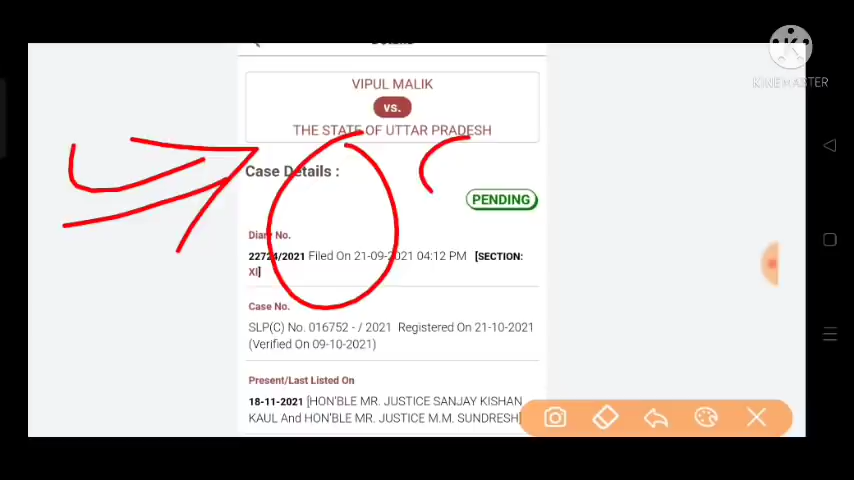 KINEMASTER
VIPUL MALIK
vs.
THE STATE OF UTTAR PRADESH
Case Details :
PENDING
Diary No.
22724/2021 Filed On 21-09-2021 04:12 PM [SECTION:
XI]
Case No.
SLP(C) No. 016752 - / 2021 Registered On 21-10-2021
(Verified On 09-10-2021)
Present/Last Listed On
18-11-2021 [HON'BLE MR. JUSTICE SANJAY KISHAN
KAUL And HON'BLE MR. JUSTICE M.M. SUNDRESH]